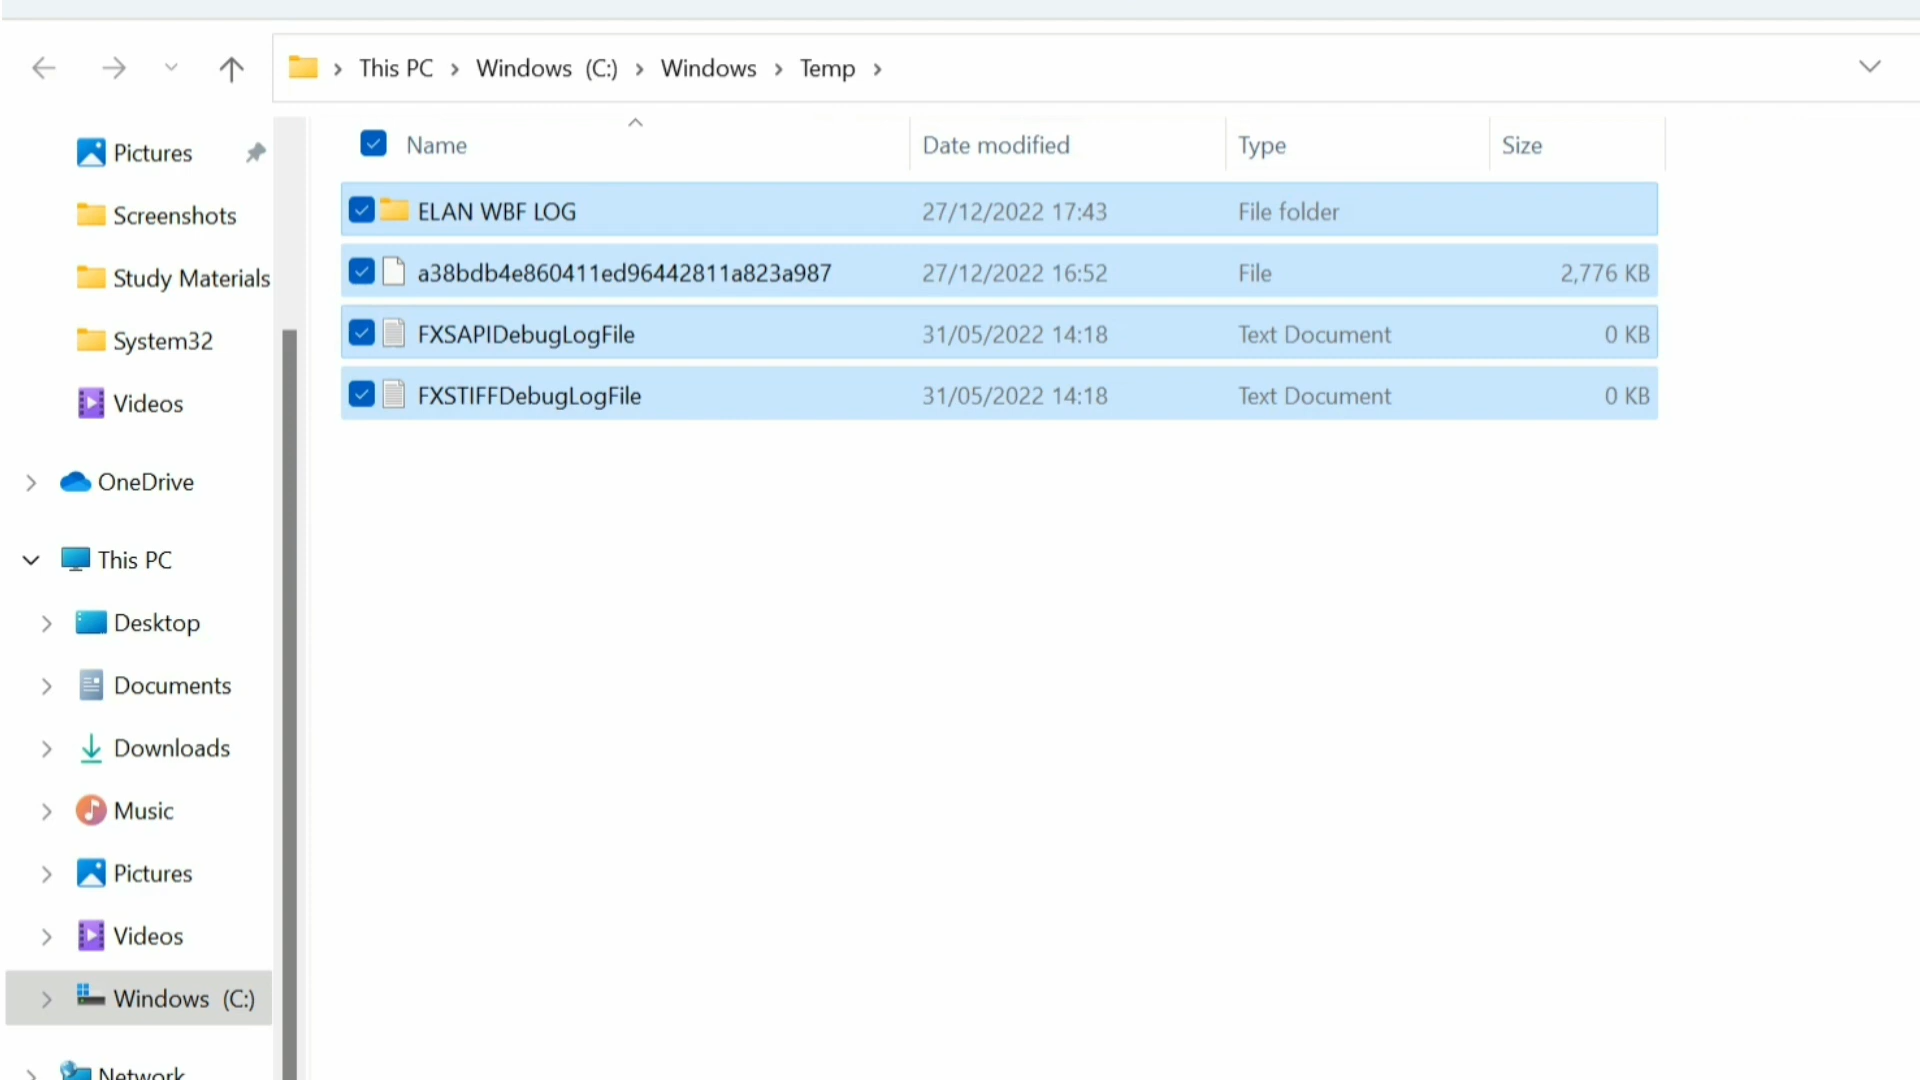 This PC > Windows (C:) > Windows > Temp >
Name Date modified Type Size
ELAN WBF LOG 27/12/2022 17:43 File folder
a38bdb4e860411ed96442811a823a987 27/12/2022 16:52 File 2,776 KB
FXSAPIDebugLogFile 31/05/2022 14:18 Text Document 0 KB
FXSTIFFDebugLogFile 31/05/2022 14:18 Text Document 0 KB
Pictures
Screenshots
Study Materials
System32
Videos
OneDrive
This PC
Desktop
Documents
Downloads
Music
Pictures
Videos
Windows (C:)
Network